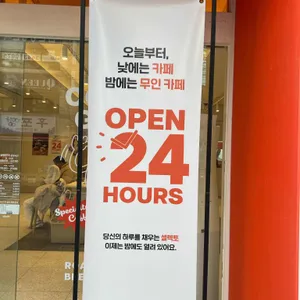 오늘부터,
낮에는 카페
밤에는 무인 카페
OPEN
24
HOURS
당신의 하루를 채우는 셀렉토
이제는 밤에도 열려 있어요.